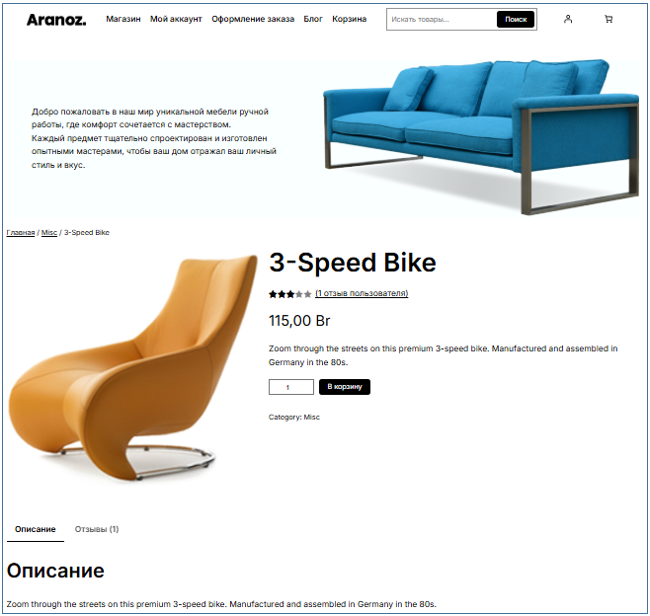 Aranoz.
Магазин Мой аккаунт Оформление заказа Блог Корзина
Искать товары...
Поиск
Добро пожаловать в наш мир уникальной мебели ручной
работы, где комфорт сочетается с мастерством.
Каждый предмет тщательно спроектирован и изготовлен
опытными мастерами, чтобы ваш дом отражал ваш личный
стиль и вкус.
Главная / Misc / 3-Speed Bike
3-Speed Bike
(1 отзыв пользователя)
115,00 Br
Zoom through the streets on this premium 3-speed bike. Manufactured and assembled in
Germany in the 80s.
1
В корзину
Category: Misc
Описание Отзывы (1)
Описание
Zoom through the streets on this premium 3-speed bike. Manufactured and assembled in Germany in the 80s.